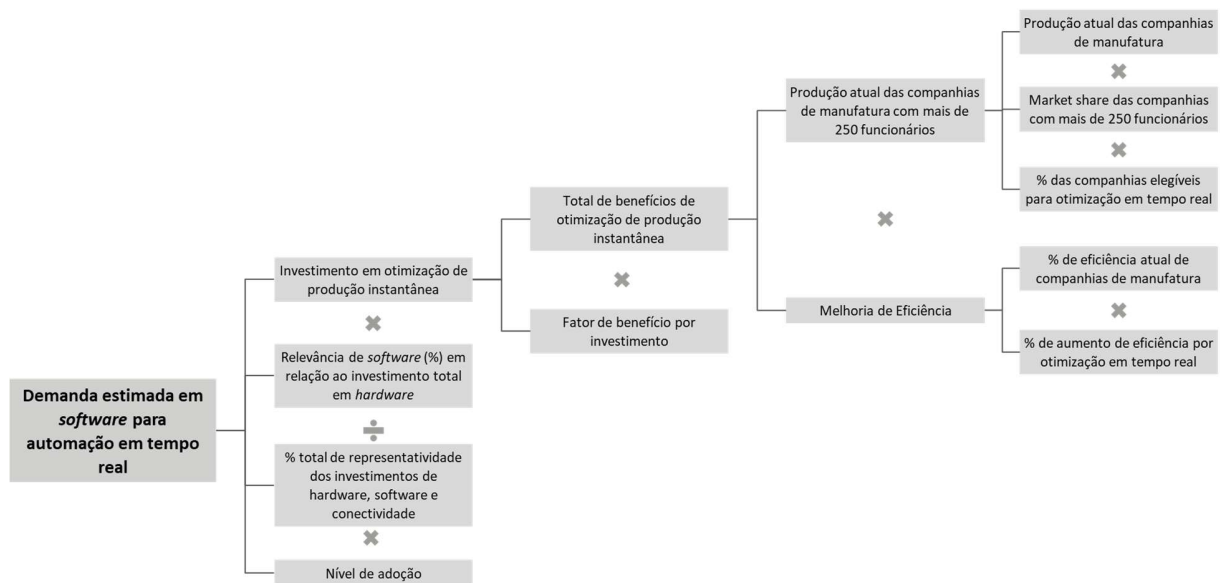 Produção atual das companhias
de manufatura
Market share das companhias
com mais de 250 funcionários
% das companhias elegíveis
para otimização em tempo real
Produção atual das companhias
de manufatura com mais de
250 funcionários
Total de benefícios de
otimização de produção
instantânea
Investimento em otimização de
produção instantânea
% de eficiência atual de
companhias de manufatura
Melhoria de Eficiência
% de aumento de eficiência por
otimização em tempo real
Fator de benefício por
investimento
Relevância de software (%) em
relação ao investimento total
em hardware
Demanda estimada em
software para
automação em tempo
real
% total de representatividade
dos investimentos de
hardware, software e
conectividade
Nível de adoção